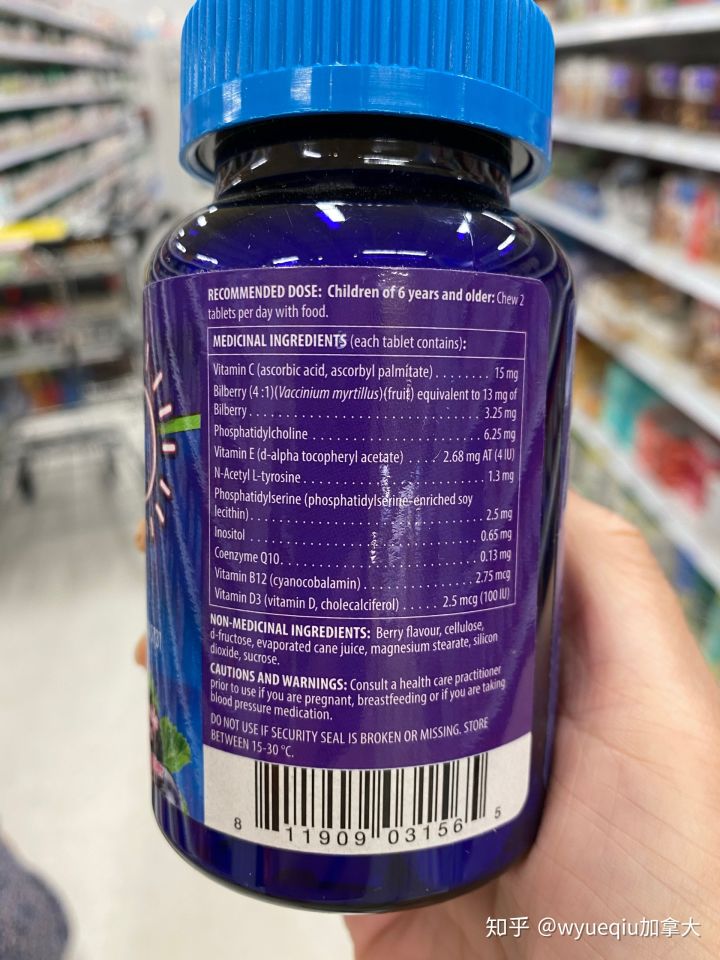 RECOMMENDED DOSE: Children of 6 years and older: Chew 2
tablets per day with food.
MEDICINAL INGREDIENTS (each tablet contains):
Vitamin C (ascorbic acid, ascorbyl palmitate) . . . . . . . . 15 mg
Bilberry (4 :1)(Vaccinium myrtillus)(fruit) equivalent to 13 mg of
Bilberry . . . . . . . . . . . . . . . . . . . . . . . . . . . . . . . . . . . . 3.25 mg
Phosphatidylcholine . . . . . . . . . . . . . . . . . . . . . . . . . . 6.25 mg
Vitamin E (d-alpha tocopheryl acetate) . . . . 2.68 mg AT (4 IU)
N-Acetyl L-tyrosine . . . . . . . . . . . . . . . . . . . . . . . . . . . 1.3 mg
Phosphatidylserine (phosphatidylserine-enriched soy
lecithin) . . . . . . . . . . . . . . . . . . . . . . . . . . . . . . . . . . . . 2.5 mg
Inositol . . . . . . . . . . . . . . . . . . . . . . . . . . . . . . . . . . . . 0.65 mg
Coenzyme Q10 . . . . . . . . . . . . . . . . . . . . . . . . . . . . . . 0.13 mg
Vitamin B12 (cyanocobalamin) . . . . . . . . . . . . . . . . 2.75 mcg
Vitamin D3 (vitamin D, cholecalciferol) . . . . . 2.5 mcg (100 IU)
NON-MEDICINAL INGREDIENTS: Berry flavour, cellulose,
d-fructose, evaporated cane juice, magnesium stearate, silicon
dioxide, sucrose.
CAUTIONS AND WARNINGS: Consult a health care practitioner
prior to use if you are pregnant, breastfeeding or if you are taking
blood pressure medication.
DO NOT USE IF SECURITY SEAL IS BROKEN OR MISSING. STORE
BETWEEN 15-30 °C.
8 11909 03156 5
知乎 @wyueqiu加拿大